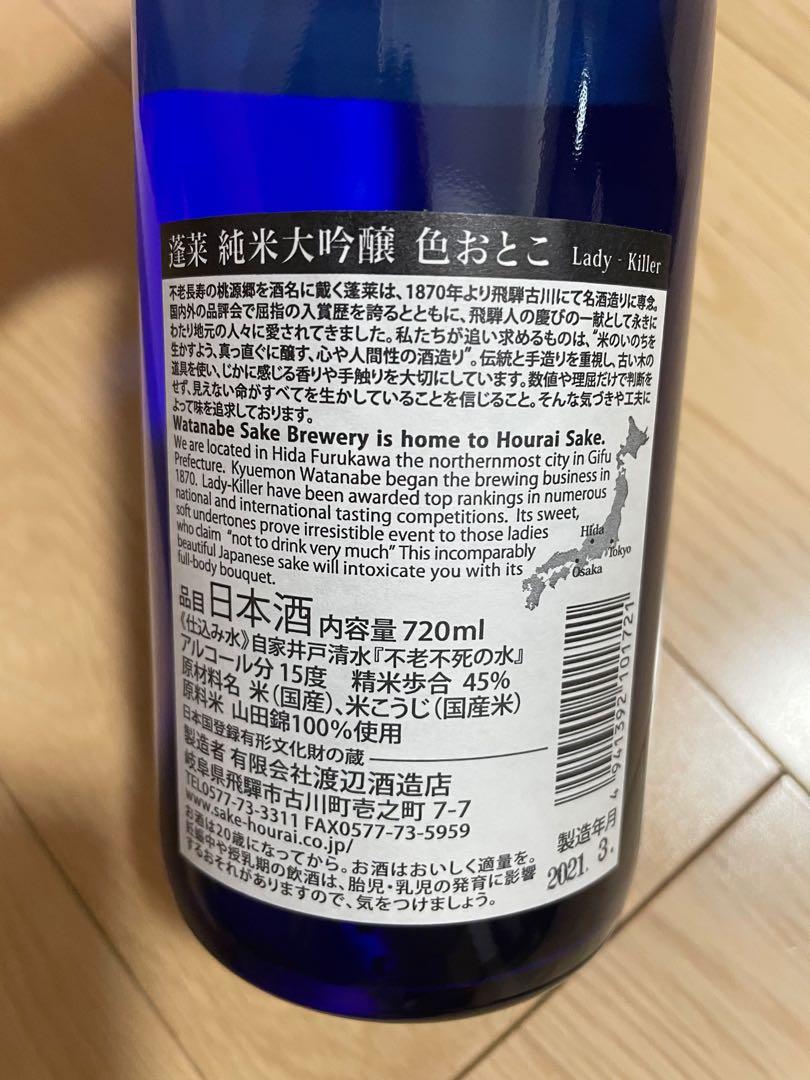 蓬莱 純米大吟醸 色おとこ Lady - Killer
不老長寿の桃源郷を酒名に戴く蓬莱は、1870年より飛騨古川にて名酒造りに専念。
国内外の品評会で屈指の入賞歴を誇るとともに、飛騨人の慶びの一献として永きに
わたり地元の人々に愛されてきました。私たちが追い求めるものは、“米のいのちを
生かすよう、真っ直ぐに醸す、心や人間性の酒造り”。伝統と手造りを重視し、古い木の
道具を使い、じかに感じる香りや手触りを大切にしています。数値や理屈だけで判断を
せず、見えない命がすべてを生かしていることを信じること。そんな気づきや工夫に
よって味を追求しております。
Watanabe Sake Brewery is home to Hourai Sake.
We are located in Hida Furukawa the northernmost city in Gifu
Prefecture. Kyuemon Watanabe began the brewing business in
1870. Lady-Killer have been awarded top rankings in numerous
national and international tasting competitions. Its sweet,
soft undertones prove irresistible event to those ladies
who claim “not to drink very much” This incomparably
beautiful Japanese sake will intoxicate you with its
full-body bouquet.
Hida
Tokyo
Osaka
品目 日本酒 内容量 720ml
《仕込み水》自家井戸清水『不老不死の水』
アルコール分 15度 精米歩合 45%
原材料名 米（国産）、米こうじ（国産米）
原料米 山田錦100%使用
日本国登録有形文化財の蔵
製造者 有限会社渡辺酒造店
岐阜県飛騨市古川町壱之町 7-7
TEL0577-73-3311 FAX0577-73-5959
www.sake-hourai.co.jp/
お酒は20歳になってから。お酒はおいしく適量を。
妊娠中や授乳期の飲酒は、胎児・乳児の発育に影響
するおそれがありますので、気をつけましょう。
4 941392 101721
製造年月
2021. 3.